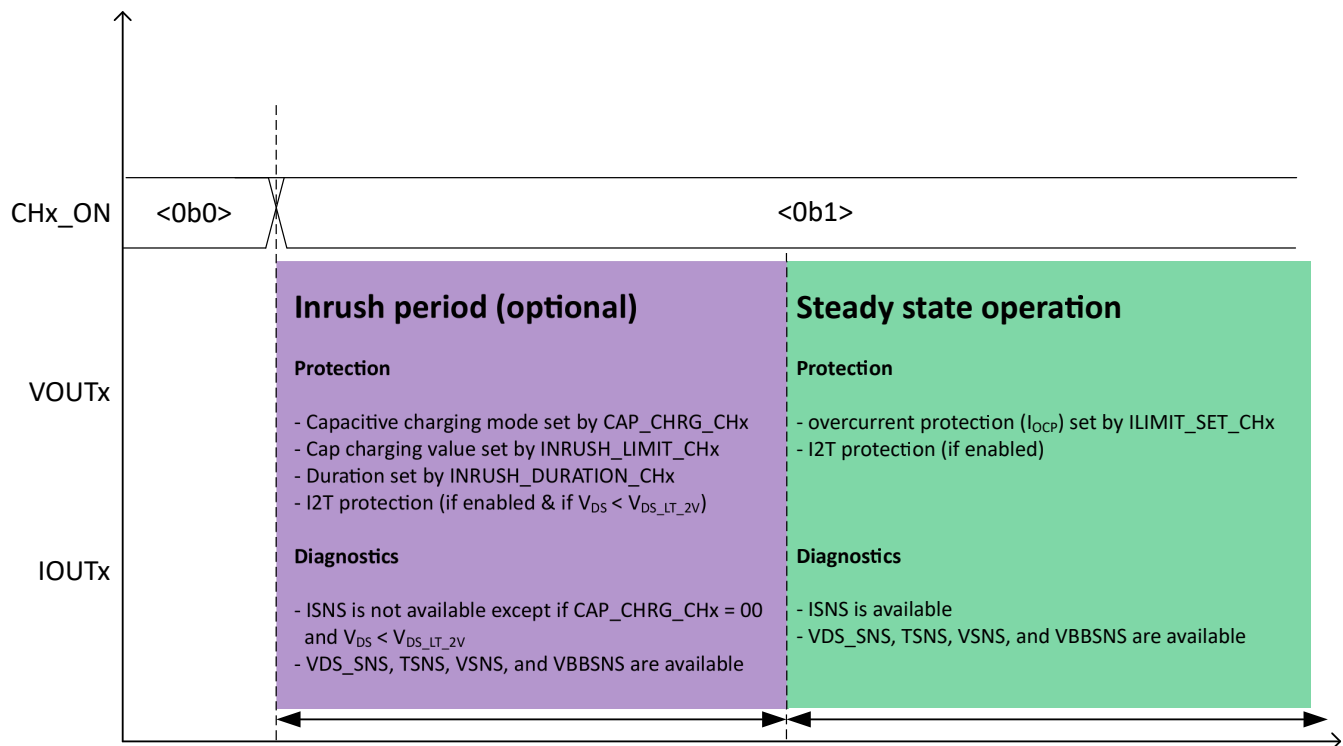 CHx_ON
<0b0>
<0b1>
VOUTx
IOUTx
Inrush period (optional)
Protection
- Capacitive charging mode set by CAP_CHRG_CHx
- Cap charging value set by INRUSH_LIMIT_CHx
- Duration set by INRUSH_DURATION_CHx
- I2T protection (if enabled & if VDS < VDS_LT_2V)
Diagnostics
- ISNS is not available except if CAP_CHRG_CHx = 00
and VDS < VDS_LT_2V
- VDS_SNS, TSNS, VSNS, and VBBSNS are available
Steady state operation
Protection
- overcurrent protection (IOCP) set by ILIMIT_SET_CHx
- I2T protection (if enabled)
Diagnostics
- ISNS is available
- VDS_SNS, TSNS, VSNS, and VBBSNS are available